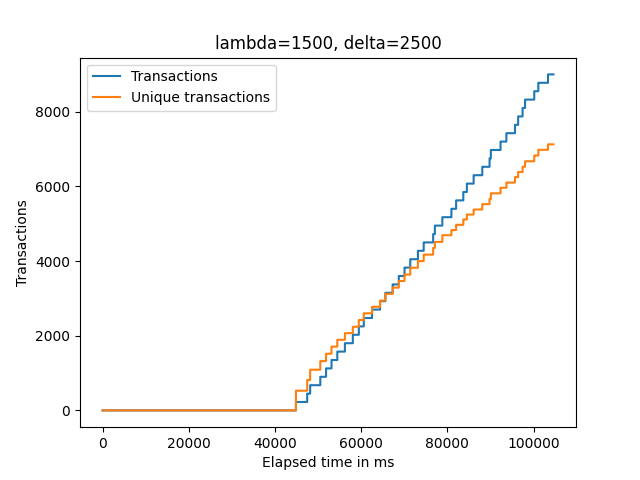 lambda=1500, delta=2500
Transactions
Unique transactions
8000
6000
4000
2000
0
Transactions
0
20000
40000
60000
80000
100000
Elapsed time in ms